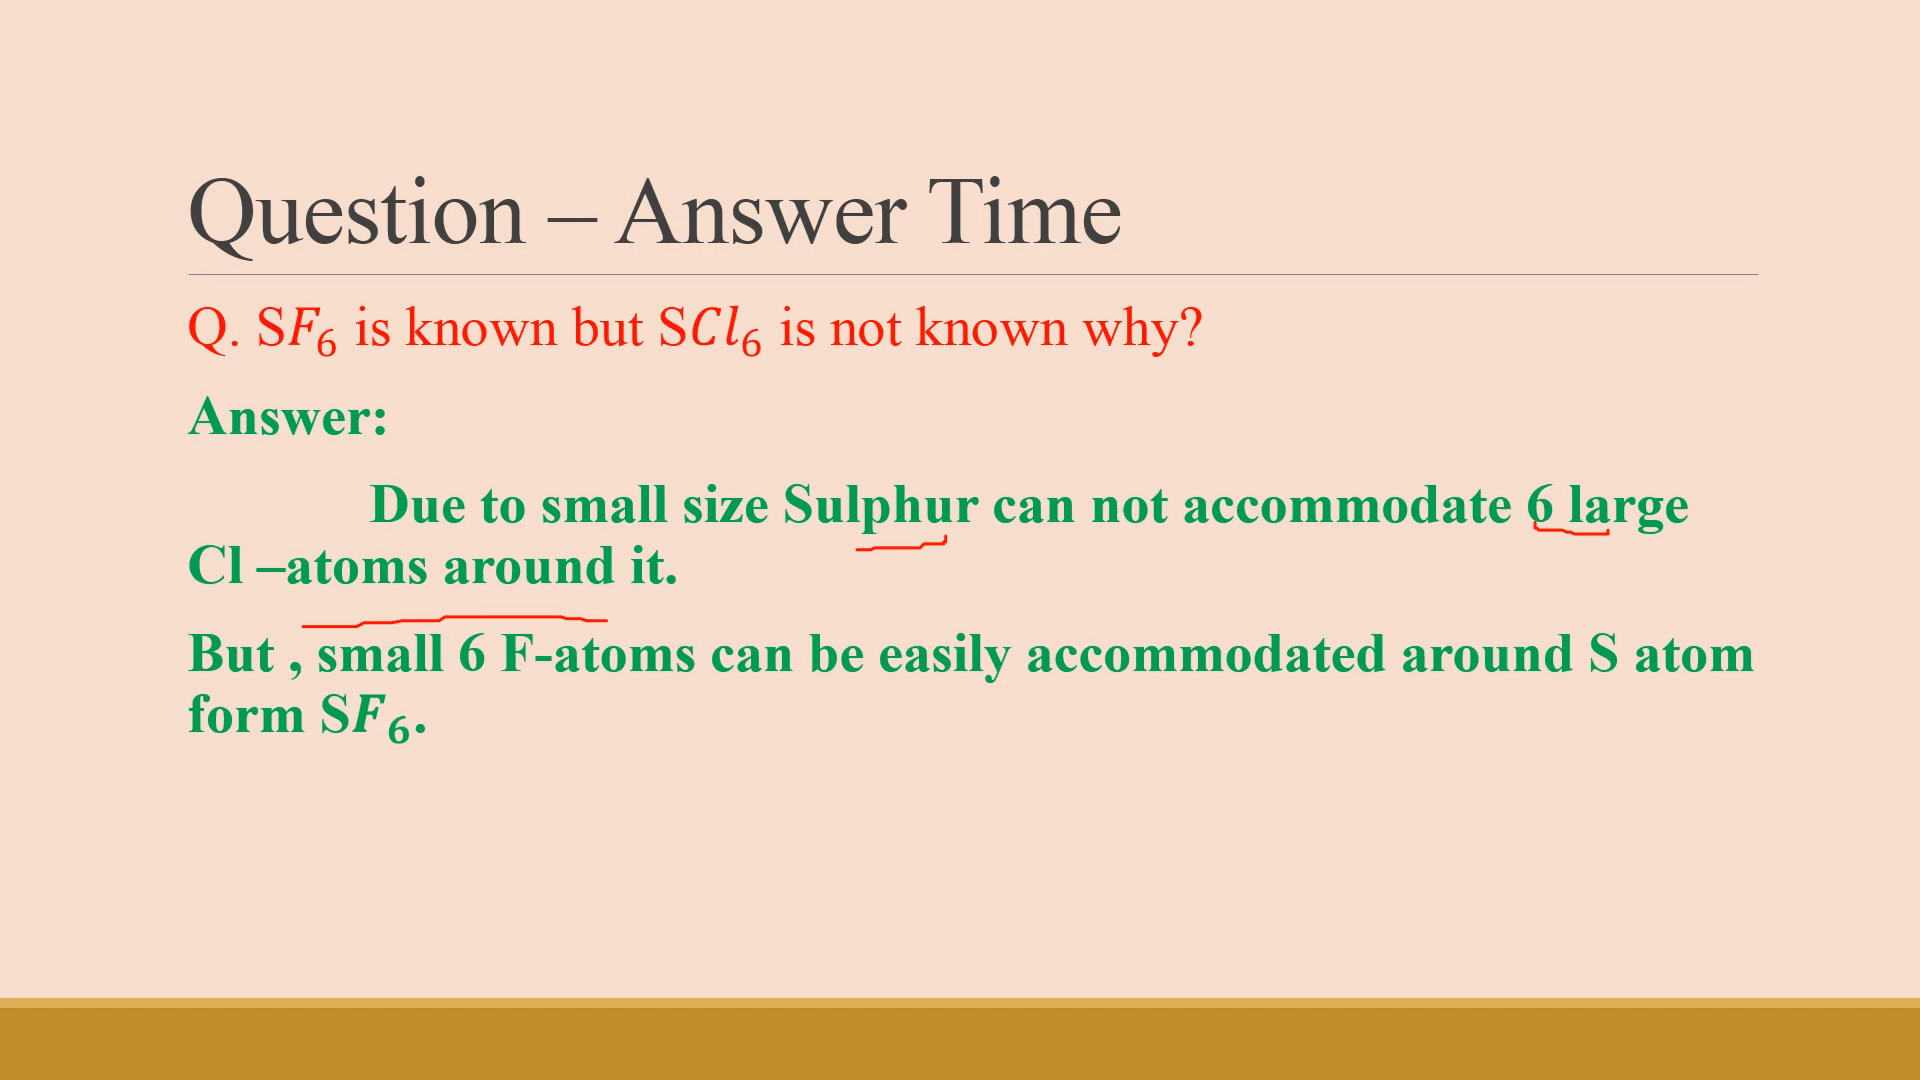 Question – Answer Time
Q. S𝐹₆ is known but S𝐶𝑙₆ is not known why?
Answer:
Due to small size Sulphur can not accommodate 6 large
Cl –atoms around it.
But , small 6 F-atoms can be easily accommodated around S atom
form S𝑭₆.